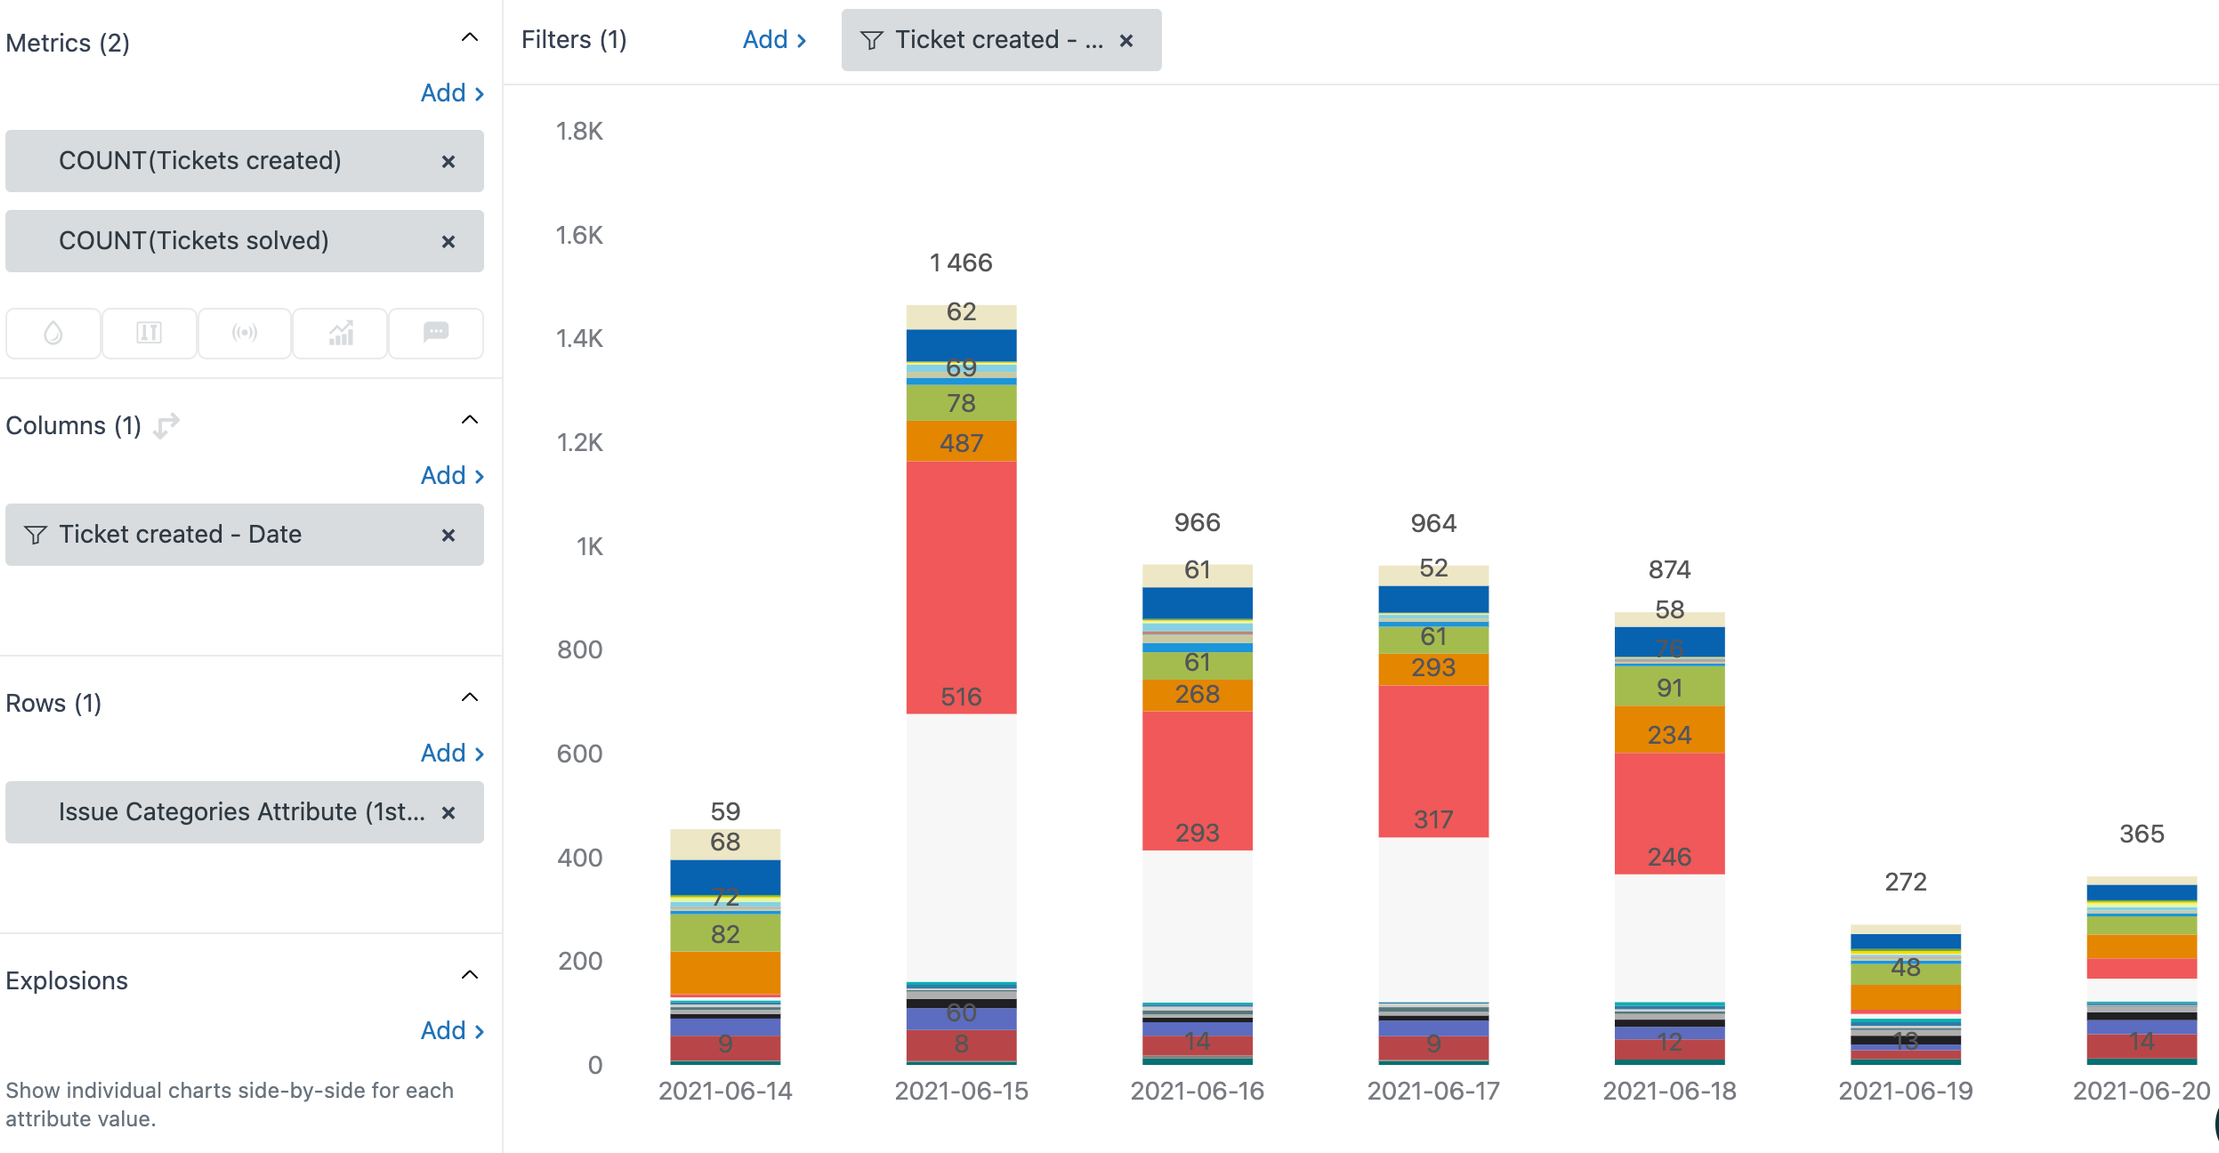 Metrics (2)
Add
COUNT(Tickets created)
COUNT(Tickets solved)
Columns (1)
Add
Ticket created - Date
Rows (1)
Add
Issue Categories Attribute (1st...
Explosions
Add
Show individual charts side-by-side for each
attribute value.
Filters (1)
Add
Ticket created - ...
1.8K
1.6K
1.4K
1.2K
1K
800
600
400
200
0
59
68
72
82
9
1 466
62
69
78
487
516
60
8
966
61
61
268
293
14
964
52
61
293
317
9
874
58
76
91
234
246
12
272
48
13
365
14
2021-06-14
2021-06-15
2021-06-16
2021-06-17
2021-06-18
2021-06-19
2021-06-20